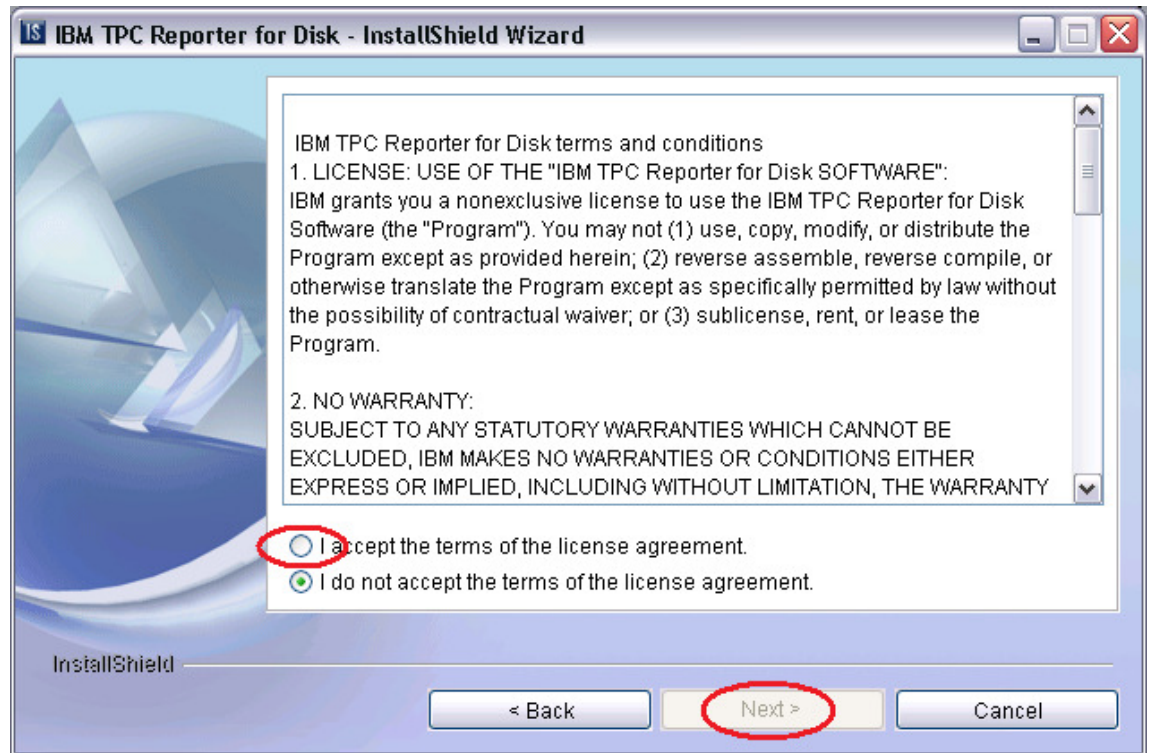 IS IBM TPC Reporter for Disk - InstallShield Wizard
IBM TPC Reporter for Disk terms and conditions
1. LICENSE: USE OF THE "IBM TPC Reporter for Disk SOFTWARE":
IBM grants you a nonexclusive license to use the IBM TPC Reporter for Disk
Software (the "Program"). You may not (1) use, copy, modify, or distribute the
Program except as provided herein; (2) reverse assemble, reverse compile, or
otherwise translate the Program except as specifically permitted by law without
the possibility of contractual waiver; or (3) sublicense, rent, or lease the
Program.
2. NO WARRANTY:
SUBJECT TO ANY STATUTORY WARRANTIES WHICH CANNOT BE
EXCLUDED, IBM MAKES NO WARRANTIES OR CONDITIONS EITHER
EXPRESS OR IMPLIED, INCLUDING WITHOUT LIMITATION, THE WARRANTY
I accept the terms of the license agreement.
I do not accept the terms of the license agreement.
InstallShield
< Back
Next >
Cancel